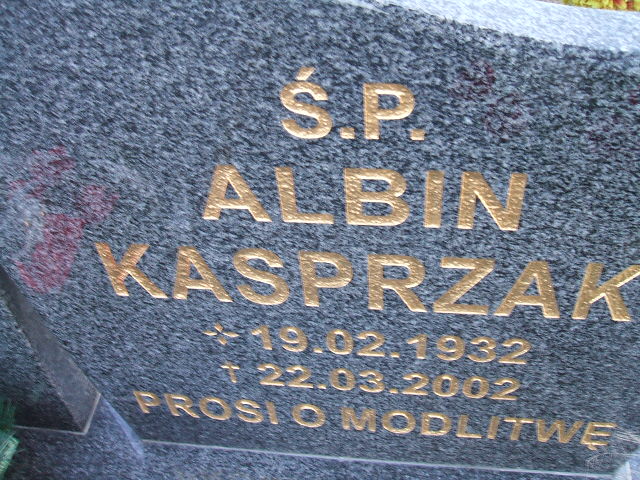 Ś.P.
ALBIN
KASPRZAK
✢ 19.02.1932
† 22.03.2002
PROSI O MODLITWĘ